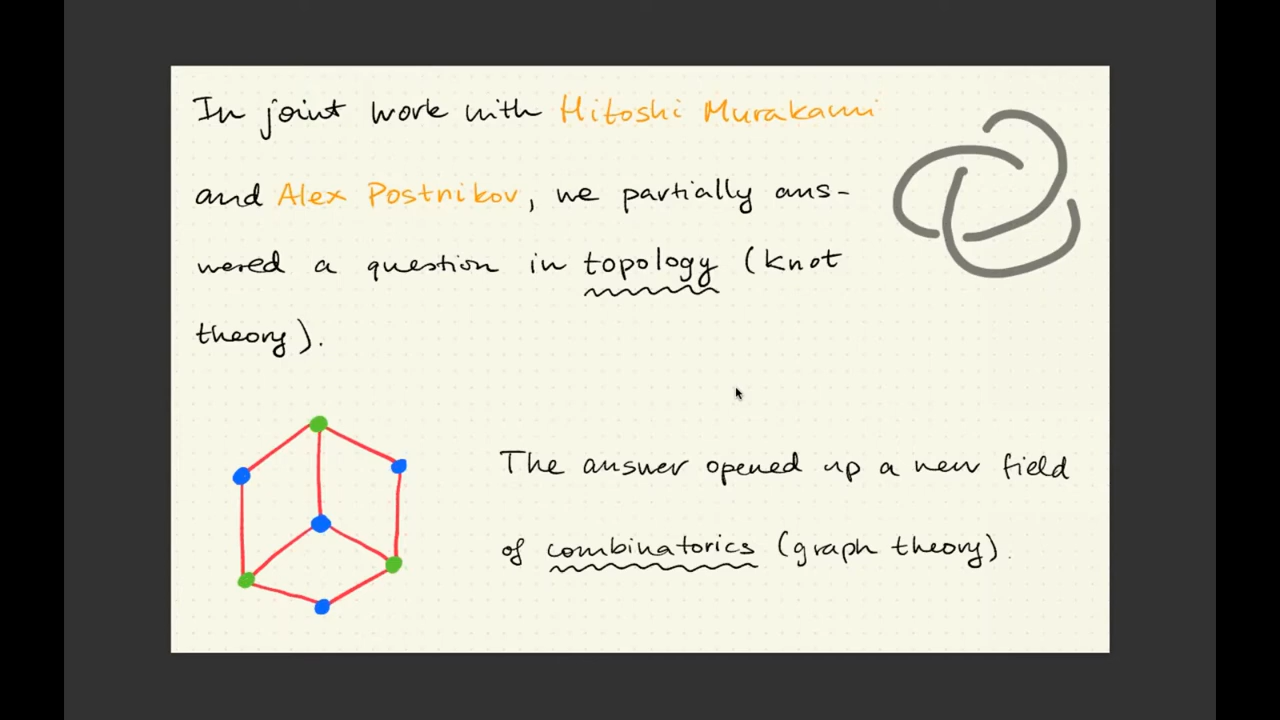 In joint work with Hitoshi Murakami
and Alex Postnikov, we partially ans-
wered a question in topology (knot
theory).
The answer opened up a new field
of combinatorics (graph theory).